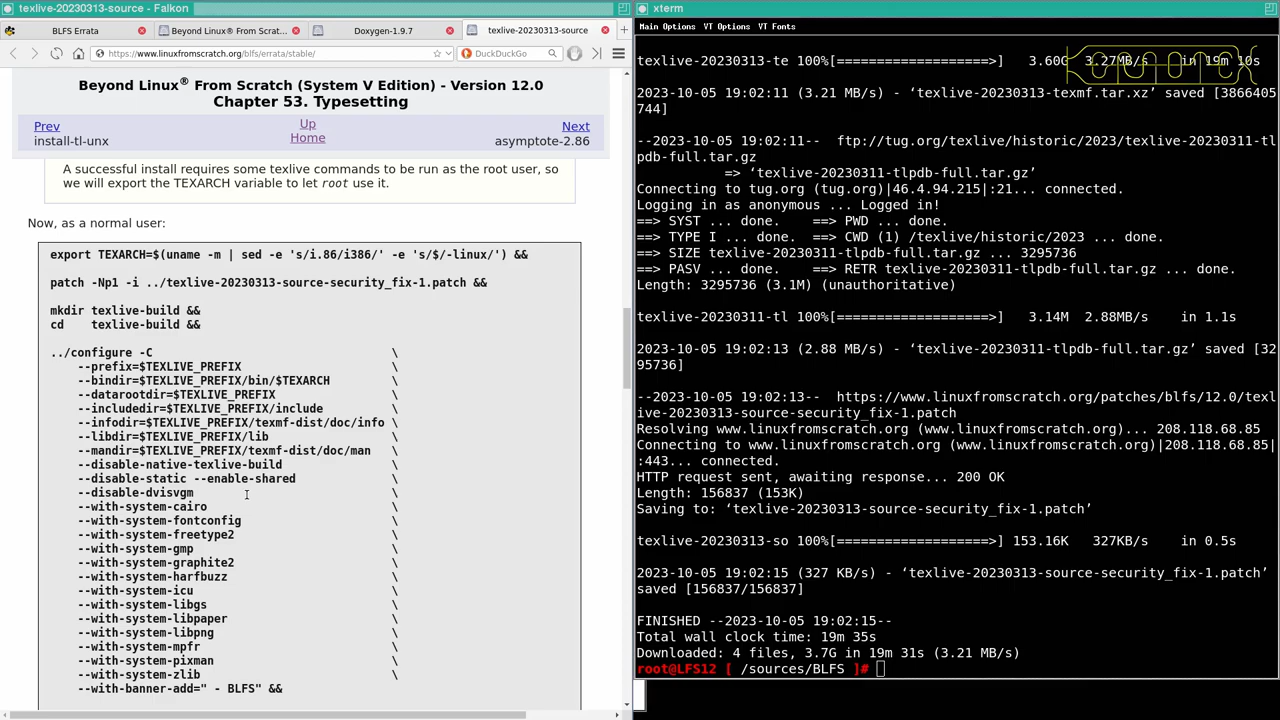 texlive-20230313-source - Falkon
BLFS Errata
Beyond Linux® From Scrat...
Doxygen-1.9.7
texlive-20230313-source
https://www.linuxfromscratch.org/blfs/errata/stable/
DuckDuckGo
Beyond Linux® From Scratch (System V Edition) - Version 12.0
Chapter 53. Typesetting
Prev
Up
Next
install-tl-unx
Home
asymptote-2.86
A successful install requires some texlive commands to be run as the root user, so
we will export the TEXARCH variable to let root use it.
Now, as a normal user:
export TEXARCH=$(uname -m | sed -e 's/i.86/i386/' -e 's/$/-linux/') &&
patch -Np1 -i ../texlive-20230313-source-security_fix-1.patch &&
mkdir texlive-build &&
cd    texlive-build &&
../configure -C \
--prefix=$TEXLIVE_PREFIX \
--bindir=$TEXLIVE_PREFIX/bin/$TEXARCH \
--datarootdir=$TEXLIVE_PREFIX \
--includedir=$TEXLIVE_PREFIX/include \
--infodir=$TEXLIVE_PREFIX/texmf-dist/doc/info \
--libdir=$TEXLIVE_PREFIX/lib \
--mandir=$TEXLIVE_PREFIX/texmf-dist/doc/man \
--disable-native-texlive-build \
--disable-static --enable-shared \
--disable-dvisvgm \
--with-system-cairo \
--with-system-fontconfig \
--with-system-freetype2 \
--with-system-gmp \
--with-system-graphite2 \
--with-system-harfbuzz \
--with-system-icu \
--with-system-libgs \
--with-system-libpaper \
--with-system-libpng \
--with-system-mpfr \
--with-system-pixman \
--with-system-zlib \
--with-banner-add=" - BLFS" &&
xterm
Main Options  VT Options  VT Fonts
texlive-20230313-te 100%[===================>]   3.60G  3.27MB/s    in 19m 10s
2023-10-05 19:02:11 (3.21 MB/s) - ‘texlive-20230313-texmf.tar.xz’ saved [3866405
744]
--2023-10-05 19:02:11--  ftp://tug.org/texlive/historic/2023/texlive-20230311-tl
pdb-full.tar.gz
=> ‘texlive-20230311-tlpdb-full.tar.gz’
Connecting to tug.org (tug.org)|46.4.94.215|:21... connected.
Logging in as anonymous ... Logged in!
==> SYST ... done.    ==> PWD ... done.
==> TYPE I ... done.  ==> CWD (1) /texlive/historic/2023 ... done.
==> SIZE texlive-20230311-tlpdb-full.tar.gz ... 3295736
==> PASV ... done.    ==> RETR texlive-20230311-tlpdb-full.tar.gz ... done.
Length: 3295736 (3.1M) (unauthoritative)
texlive-20230311-tl 100%[===================>]   3.14M  2.88MB/s    in 1.1s
2023-10-05 19:02:13 (2.88 MB/s) - ‘texlive-20230311-tlpdb-full.tar.gz’ saved [32
95736]
--2023-10-05 19:02:13--  https://www.linuxfromscratch.org/patches/blfs/12.0/texl
ive-20230313-source-security_fix-1.patch
Resolving www.linuxfromscratch.org (www.linuxfromscratch.org)... 208.118.68.85
Connecting to www.linuxfromscratch.org (www.linuxfromscratch.org)|208.118.68.85|
:443... connected.
HTTP request sent, awaiting response... 200 OK
Length: 156837 (153K)
Saving to: ‘texlive-20230313-source-security_fix-1.patch’
texlive-20230313-so 100%[===================>] 153.16K   327KB/s    in 0.5s
2023-10-05 19:02:15 (327 KB/s) - ‘texlive-20230313-source-security_fix-1.patch’
saved [156837/156837]
FINISHED --2023-10-05 19:02:15--
Total wall clock time: 19m 35s
Downloaded: 4 files, 3.7G in 19m 31s (3.21 MB/s)
root@LFS12 [ /sources/BLFS ]#